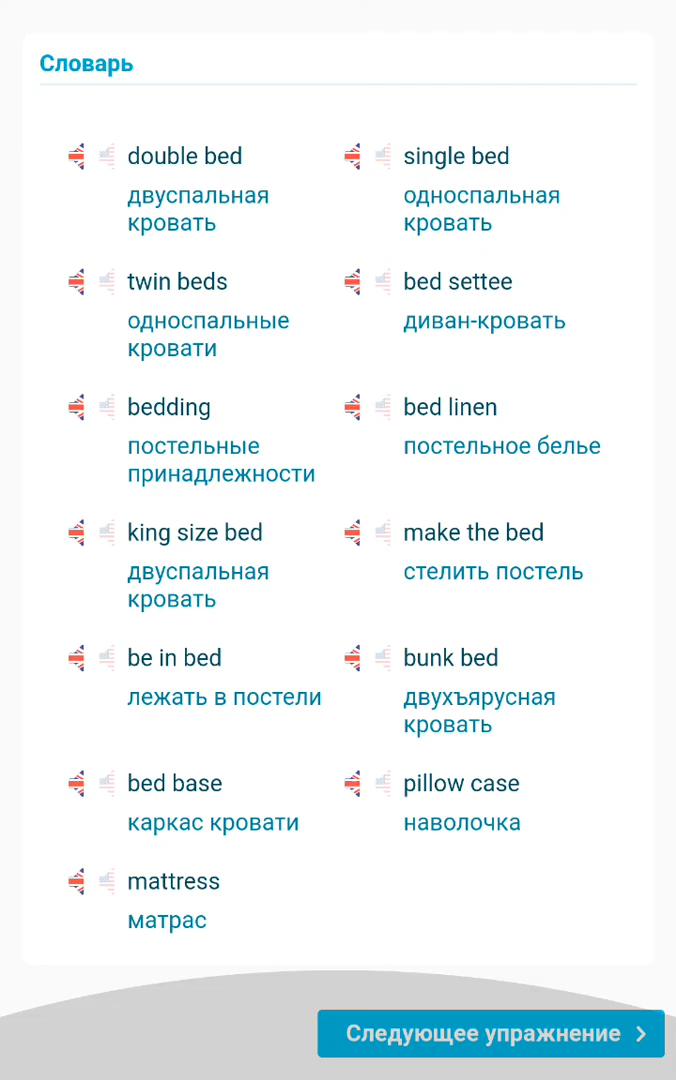 Словарь
double bed
двуспальная
кровать
single bed
односпальная
кровать
twin beds
односпальные
кровати
bed settee
диван-кровать
bedding
постельные
принадлежности
bed linen
постельное белье
king size bed
двуспальная
кровать
make the bed
стелить постель
be in bed
лежать в постели
bunk bed
двухъярусная
кровать
bed base
каркас кровати
pillow case
наволочка
mattress
матрас
Следующее упражнение